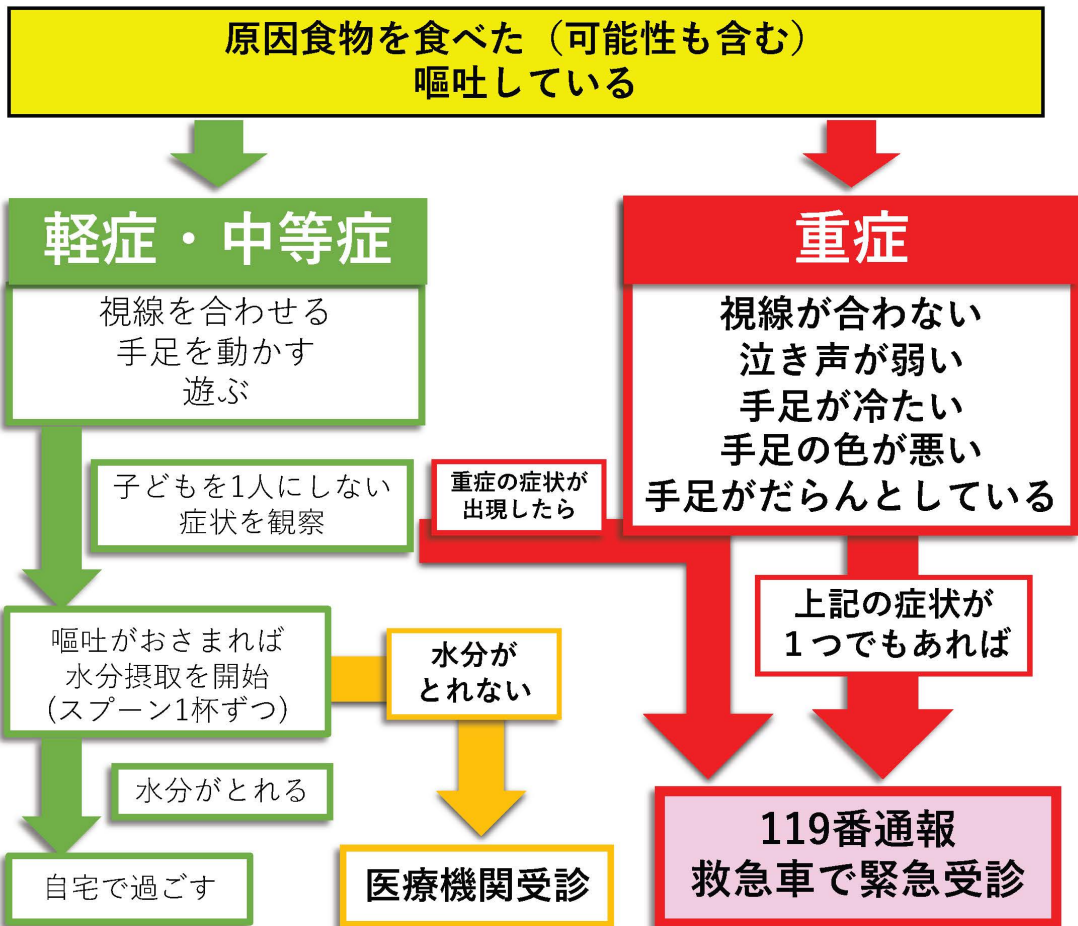 原因食物を食べた（可能性も含む）
嘔吐している
軽症・中等症
視線を合わせる
手足を動かす
遊ぶ
重症
視線が合わない
泣き声が弱い
手足が冷たい
手足の色が悪い
手足がだらんとしている
子どもを1人にしない
症状を観察
重症の症状が
出現したら
上記の症状が
１つでもあれば
嘔吐がおさまれば
水分摂取を開始
（スプーン1杯ずつ）
水分が
とれない
水分がとれる
自宅で過ごす
医療機関受診
119番通報
救急車で緊急受診